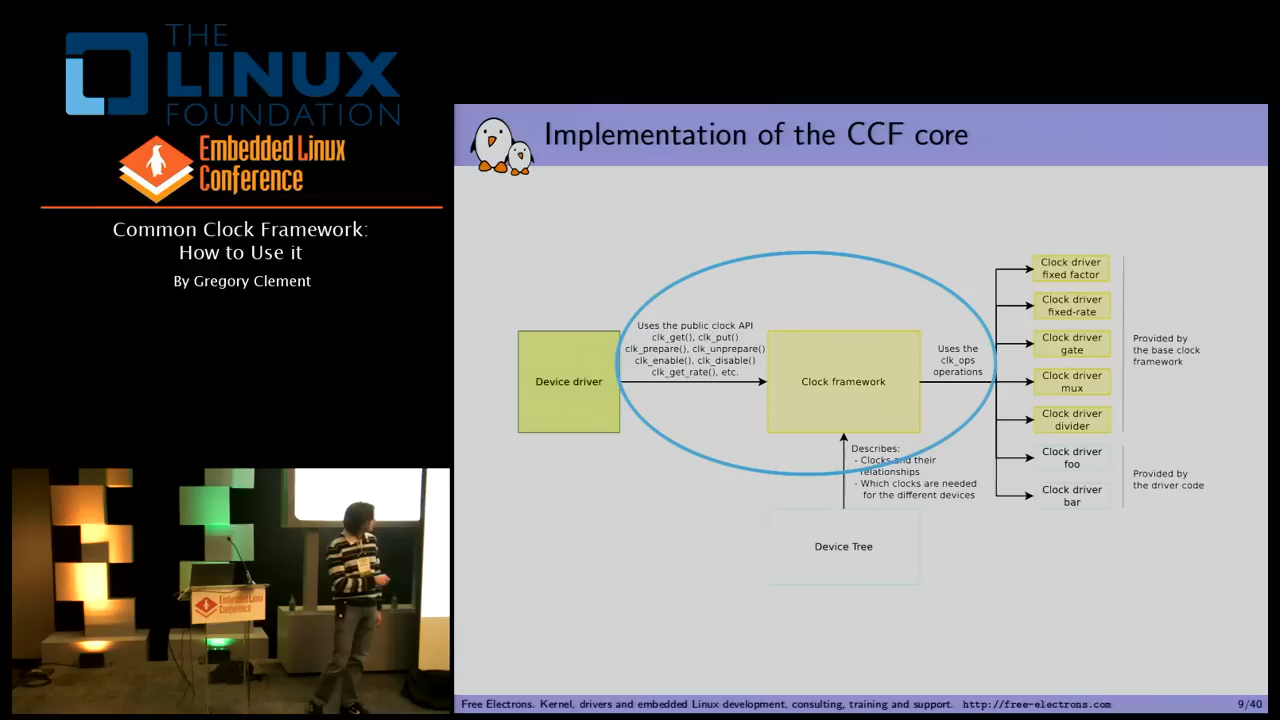 THE
LINUX
FOUNDATION
Embedded Linux
Conference
Common Clock Framework:
How to Use it
By Gregory Clement
Implementation of the CCF core
Device driver
Uses the public clock API
clk_get(), clk_put()
clk_prepare(), clk_unprepare()
clk_enable(), clk_disable()
clk_get_rate(), etc.
Clock framework
Uses the
clk_ops
operations
Describes:
- Clocks and their
relationships
- Which clocks are needed
for the different devices
Device Tree
Clock driver
fixed factor
Clock driver
fixed-rate
Clock driver
gate
Clock driver
mux
Clock driver
divider
Clock driver
foo
Clock driver
bar
Provided by
the base clock
framework
Provided by
the driver code
Embedded Linux
Conference
Free Electrons. Kernel, drivers and embedded Linux development, consulting, training and support. http://free-electrons.com 9/40